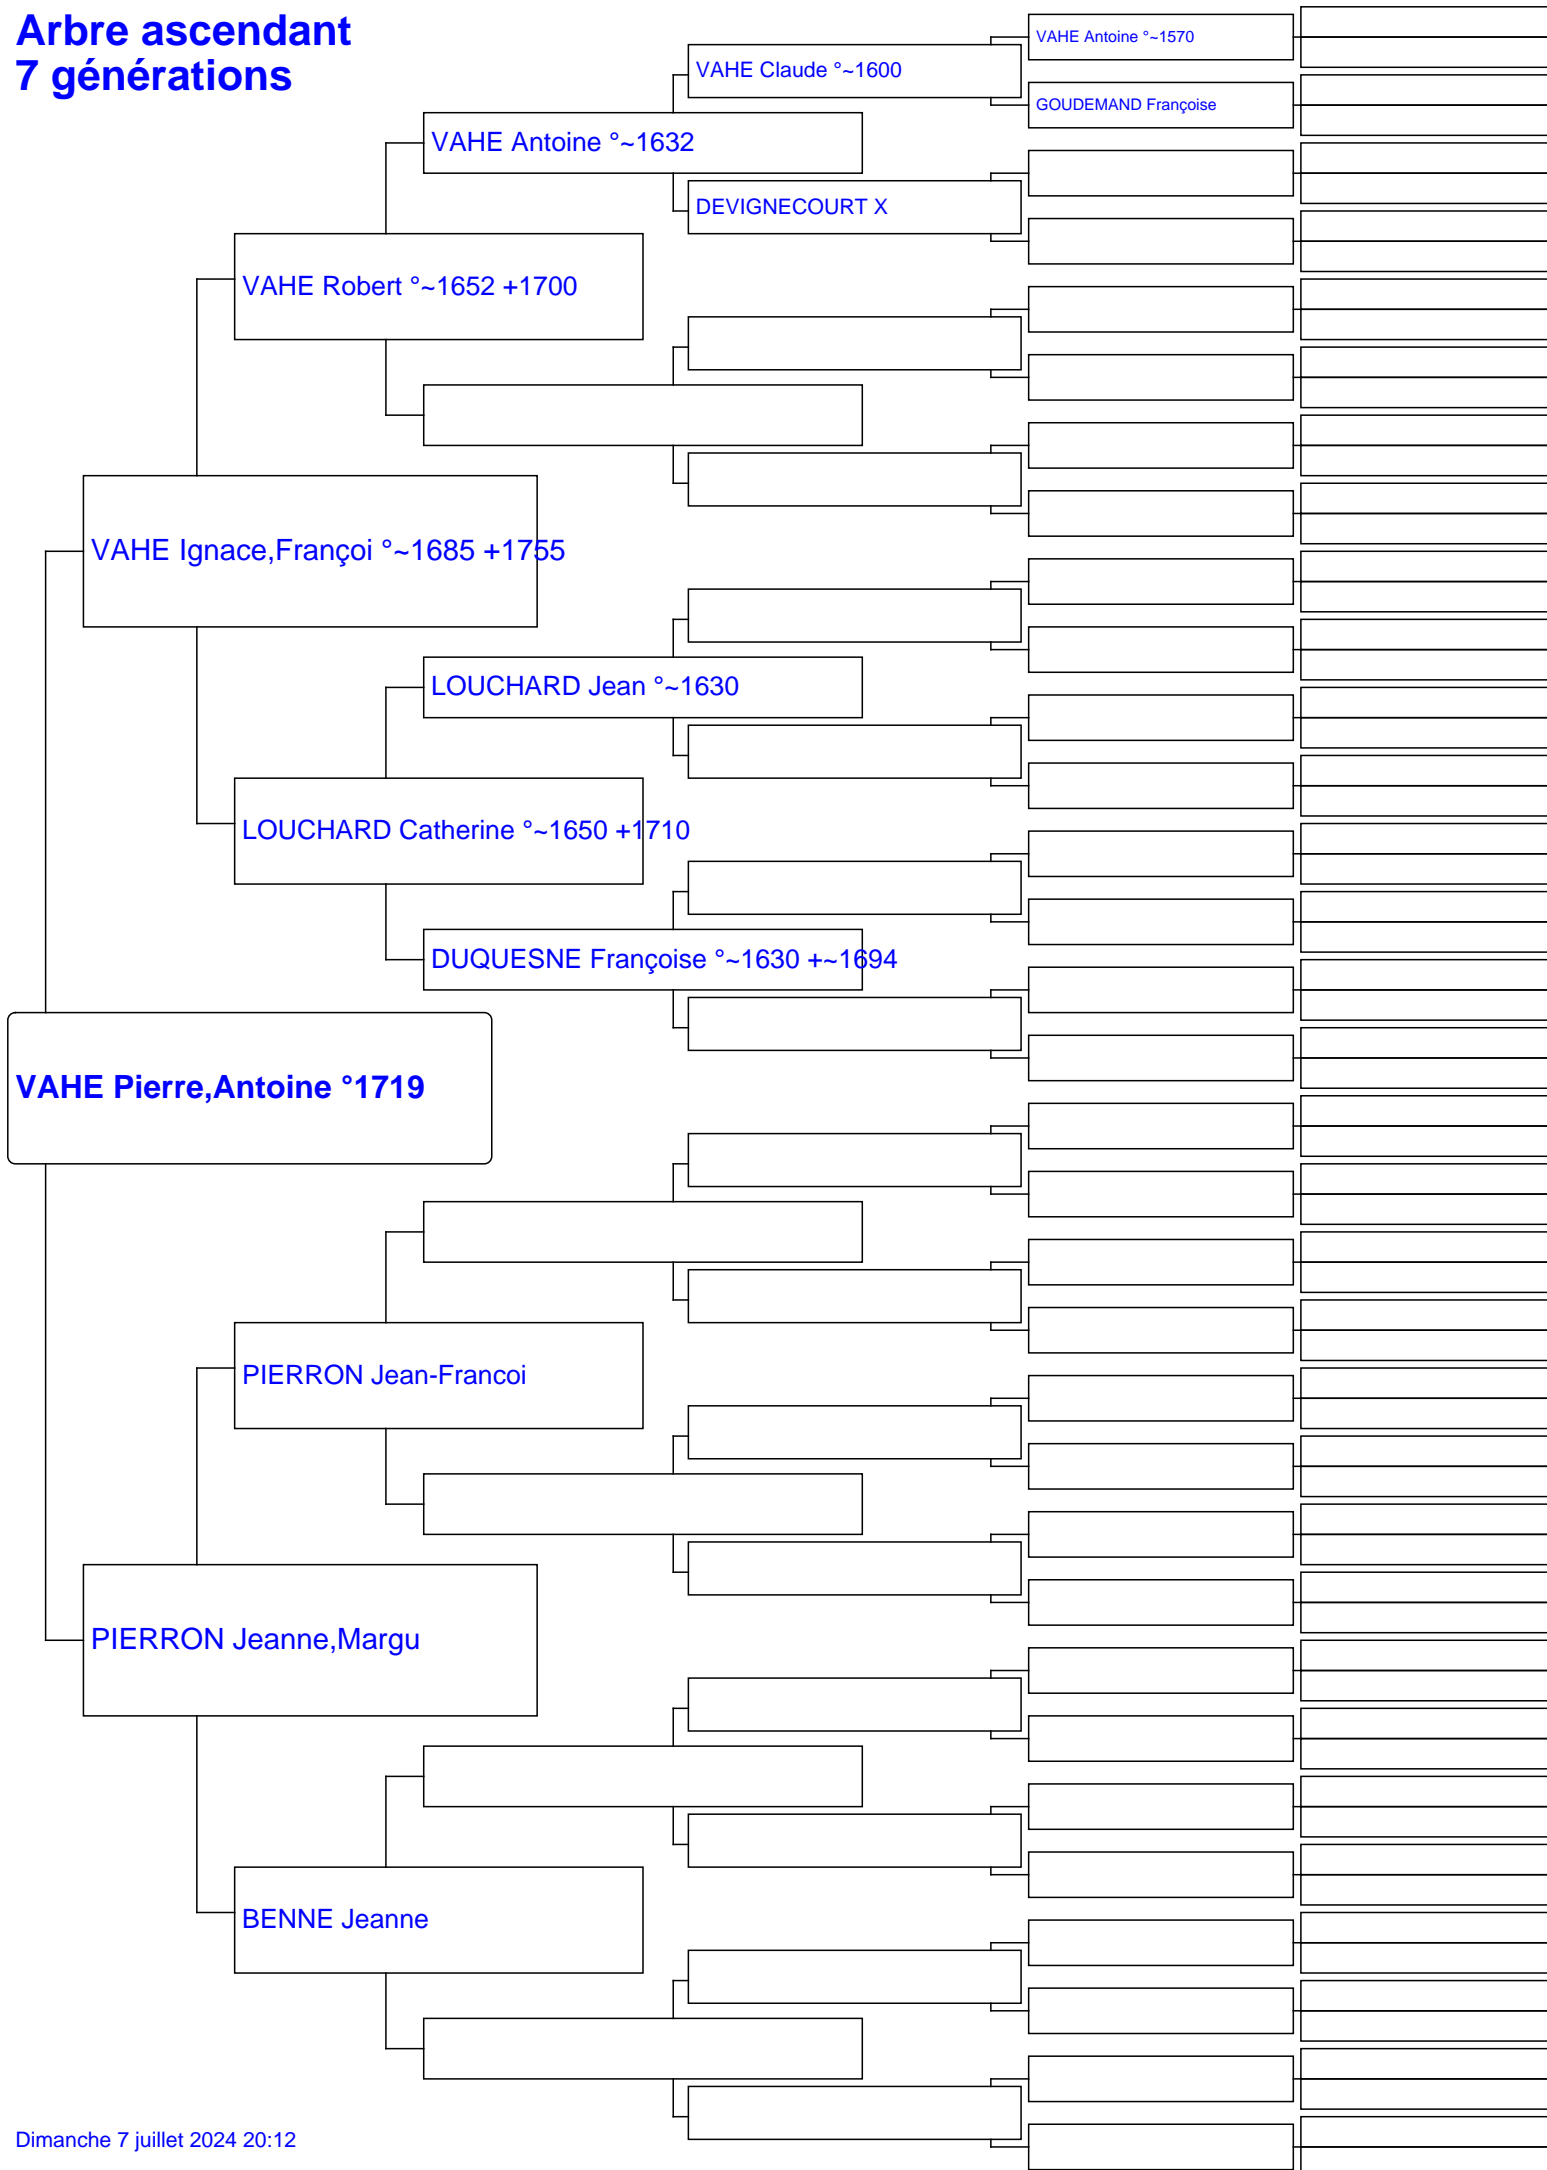 Arbre ascendant
7 générations
VAHE Antoine °~1570
VAHE Claude °~1600
GOUDEMAND Françoise
VAHE Antoine °~1632
DEVIGNECOURT X
VAHE Robert °~1652 +1700
VAHE Ignace,Françoi °~1685 +1755
LOUCHARD Jean °~1630
LOUCHARD Catherine °~1650 +1710
DUQUESNE Françoise °~1630 +~1694
VAHE Pierre,Antoine °1719
PIERRON Jean-Francoi
PIERRON Jeanne,Margu
BENNE Jeanne
Dimanche 7 juillet 2024 20:12